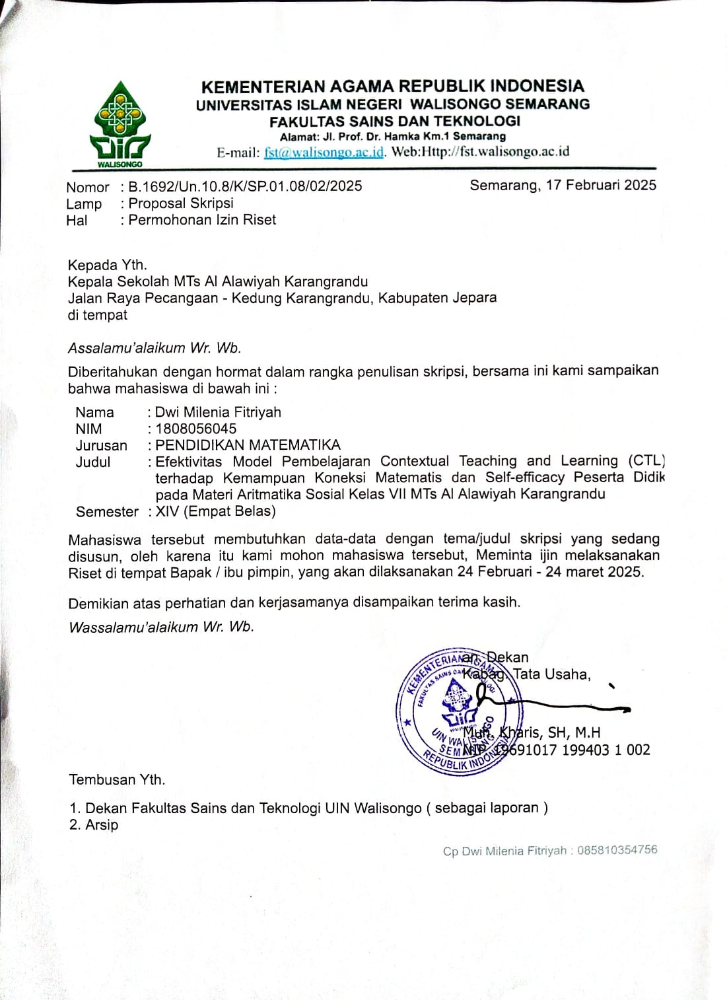 KEMENTERIAN AGAMA REPUBLIK INDONESIA
UNIVERSITAS ISLAM NEGERI WALISONGO SEMARANG
FAKULTAS SAINS DAN TEKNOLOGI
Alamat: Jl. Prof. Dr. Hamka Km.1 Semarang
E-mail: fst@walisongo.ac.id. Web:Http://fst.walisongo.ac.id
WALISONGO
Nomor : B.1692/Un.10.8/K/SP.01.08/02/2025 Semarang, 17 Februari 2025
Lamp : Proposal Skripsi
Hal : Permohonan Izin Riset
Kepada Yth.
Kepala Sekolah MTs Al Alawiyah Karangrandu
Jalan Raya Pecangaan - Kedung Karangrandu, Kabupaten Jepara
di tempat
Assalamu'alaikum Wr. Wb.
Diberitahukan dengan hormat dalam rangka penulisan skripsi, bersama ini kami sampaikan
bahwa mahasiswa di bawah ini :
Nama : Dwi Milenia Fitriyah
NIM : 1808056045
Jurusan : PENDIDIKAN MATEMATIKA
Judul : Efektivitas Model Pembelajaran Contextual Teaching and Learning (CTL)
terhadap Kemampuan Koneksi Matematis dan Self-efficacy Peserta Didik
pada Materi Aritmatika Sosial Kelas VII MTs Al Alawiyah Karangrandu
Semester : XIV (Empat Belas)
Mahasiswa tersebut membutuhkan data-data dengan tema/judul skripsi yang sedang
disusun, oleh karena itu kami mohon mahasiswa tersebut, Meminta ijin melaksanakan
Riset di tempat Bapak / ibu pimpin, yang akan dilaksanakan 24 Februari - 24 maret 2025.
Demikian atas perhatian dan kerjasamanya disampaikan terima kasih.
Wassalamu'alaikum Wr. Wb.
an. Dekan
Kabag. Tata Usaha,
KEMENTERIAN AGAMA
FAKULTAS SAINS DAN TEKNOLOGI
UIN WALISONGO
SEMARANG
REPUBLIK INDONESIA
Muh. Kharis, SH, M.H
NIP. 19691017 199403 1 002
Tembusan Yth.
1. Dekan Fakultas Sains dan Teknologi UIN Walisongo ( sebagai laporan )
2. Arsip
Cp Dwi Milenia Fitriyah : 085810354756